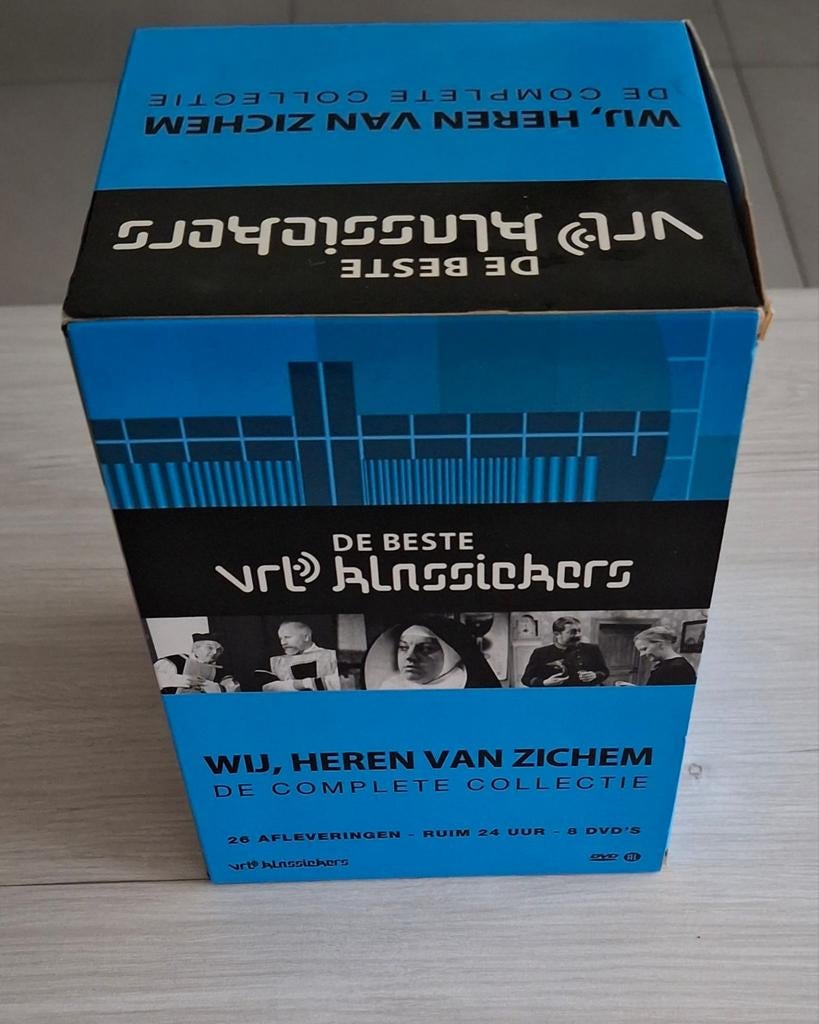 WIJ, HEREN VAN ZICHEM
DE COMPLETE COLLECTIE
DE BESTE
vrt klassiekers
DE BESTE
vrt klassiekers
WIJ, HEREN VAN ZICHEM
DE COMPLETE COLLECTIE
26 AFLEVERINGEN - RUIM 24 UUR - 8 DVD'S
vrt klassiekers
DVD AL